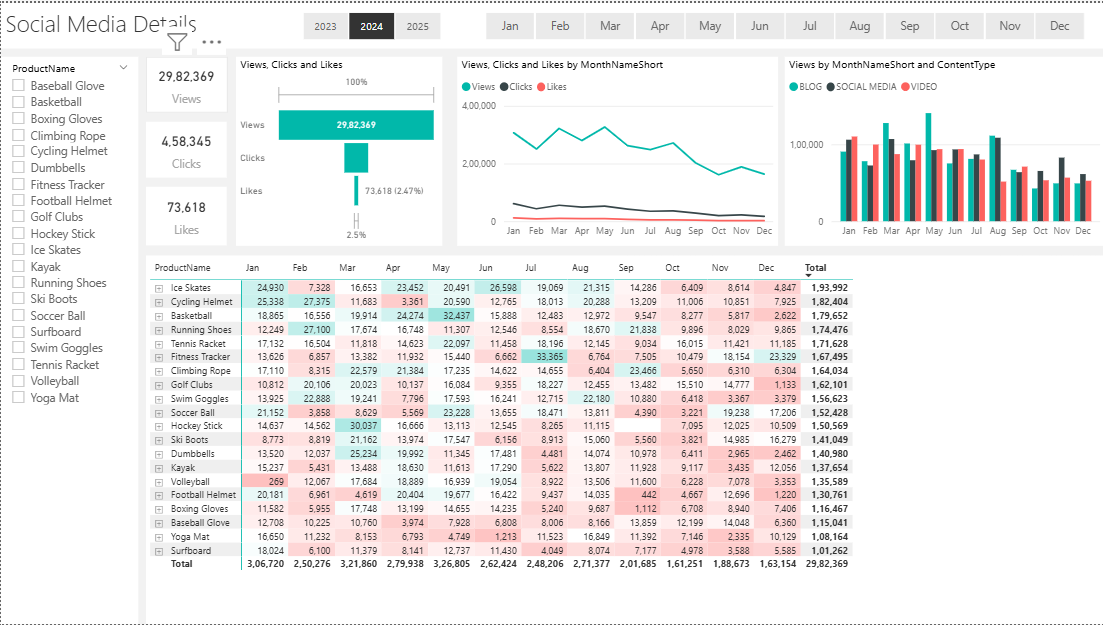 Social Media Details
2023 2024 2025
Jan Feb Mar Apr May Jun Jul Aug Sep Oct Nov Dec
ProductName
Baseball Glove
Basketball
Boxing Gloves
Climbing Rope
Cycling Helmet
Dumbbells
Fitness Tracker
Football Helmet
Golf Clubs
Hockey Stick
Ice Skates
Kayak
Running Shoes
Ski Boots
Soccer Ball
Surfboard
Swim Goggles
Tennis Racket
Volleyball
Yoga Mat
29,82,369
Views
4,58,345
Clicks
73,618
Likes
Views, Clicks and Likes
100%
Views 29,82,369
Clicks
Likes 73,618 (2.47%)
2.5%
Views, Clicks and Likes by MonthNameShort
Views Clicks Likes
4,00,000
2,00,000
0
Jan Feb Mar Apr May Jun Jul Aug Sep Oct Nov Dec
Views by MonthNameShort and ContentType
BLOG SOCIAL MEDIA VIDEO
1,00,000
0
Jan Feb Mar Apr May Jun Jul Aug Sep Oct Nov Dec
ProductName Jan Feb Mar Apr May Jun Jul Aug Sep Oct Nov Dec Total
Ice Skates 24,930 7,328 16,653 23,452 20,491 26,598 19,069 21,315 14,286 6,409 8,614 4,847 1,93,992
Cycling Helmet 25,338 27,375 11,683 3,361 20,590 12,765 18,013 20,288 13,209 11,006 10,851 7,925 1,82,404
Basketball 18,865 16,556 19,914 24,274 32,437 15,888 12,483 12,972 9,547 8,277 5,817 2,622 1,79,652
Running Shoes 12,249 27,100 17,674 16,748 11,307 12,546 8,554 18,670 21,838 9,896 8,029 9,865 1,74,476
Tennis Racket 17,132 16,504 11,818 14,623 22,097 11,458 18,196 12,145 9,034 16,015 11,421 11,185 1,71,628
Fitness Tracker 13,626 6,857 13,382 11,932 15,440 6,662 33,365 6,764 7,505 10,479 18,154 23,329 1,67,495
Climbing Rope 17,110 8,315 22,579 21,384 17,235 14,622 14,655 6,404 23,466 5,650 6,310 6,304 1,64,034
Golf Clubs 10,812 20,106 20,023 10,137 16,084 9,355 18,227 12,455 13,482 15,510 14,777 1,133 1,62,101
Swim Goggles 13,925 22,888 19,241 7,796 17,593 16,241 12,715 22,180 10,880 6,418 3,367 3,379 1,56,623
Soccer Ball 21,152 3,858 8,629 5,569 23,228 13,655 18,471 13,811 4,390 3,221 19,238 17,206 1,52,428
Hockey Stick 14,637 14,562 30,037 16,666 13,113 12,545 8,265 11,115 7,095 12,025 10,509 1,50,569
Ski Boots 8,773 8,819 21,162 13,974 17,547 6,156 8,913 15,060 5,560 3,821 14,985 16,279 1,41,049
Dumbbells 13,520 12,037 25,234 19,992 11,345 17,481 4,481 14,074 10,978 6,411 2,965 2,462 1,40,980
Kayak 15,237 5,431 13,488 18,630 11,613 17,290 5,622 13,807 11,928 9,117 3,435 12,056 1,37,654
Volleyball 269 12,067 17,684 18,889 16,939 19,054 8,922 13,506 11,600 6,228 7,078 3,353 1,35,589
Football Helmet 20,181 6,961 4,619 20,404 19,677 16,422 9,437 14,035 442 4,667 12,696 1,220 1,30,761
Boxing Gloves 11,582 5,955 17,748 13,199 14,655 14,235 5,240 9,687 1,112 6,708 8,940 7,406 1,16,467
Baseball Glove 12,708 10,225 10,760 3,974 7,928 6,808 8,006 8,166 13,859 12,199 14,048 6,360 1,15,041
Yoga Mat 16,650 11,232 8,153 6,793 4,749 1,213 11,523 16,849 11,392 7,146 2,335 10,129 1,08,164
Surfboard 18,024 6,100 11,379 8,141 12,737 11,430 4,049 8,074 7,177 4,978 3,588 5,585 1,01,262
Total 3,06,720 2,50,276 3,21,860 2,79,938 3,26,805 2,62,424 2,48,206 2,71,377 2,01,685 1,61,251 1,88,673 1,63,154 29,82,369